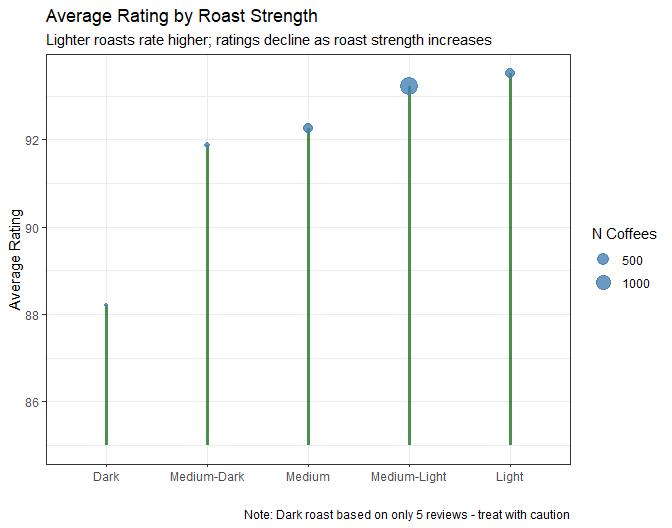 Average Rating by Roast Strength
Lighter roasts rate higher; ratings decline as roast strength increases
Average Rating
92
90
88
86
Dark
Medium-Dark
Medium
Medium-Light
Light
N Coffees
500
1000
Note: Dark roast based on only 5 reviews - treat with caution